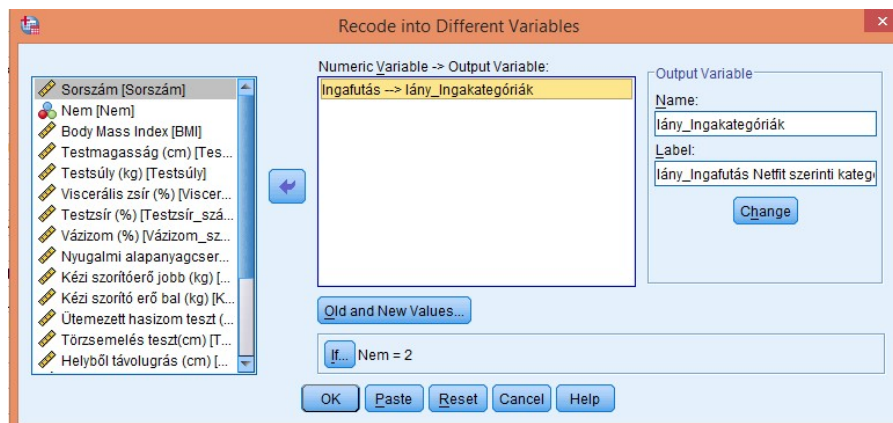 Recode into Different Variables
Sorszám [Sorszám]
Nem [Nem]
Body Mass Index [BMI]
Testmagasság (cm) [Tes...
Testsúly (kg) [Testsúly]
Viscerális zsír (%) [Viscer...
Testzsír (%) [Testzsír_szá...
Vázizom (%) [Vázizom_sz...
Nyugalmi alapanyagcser...
Kézi szorítóerő jobb (kg) [...
Kézi szorító erő bal (kg) [K...
Ütemezett hasizom teszt (...
Törzsemelés teszt(cm) [T...
Helyből távolugrás (cm) [...
Numeric Variable -> Output Variable:
Ingafutás --> lány_Ingakategóriák
Old and New Values...
If... Nem = 2
Output Variable
Name:
lány_Ingakategóriák
Label:
lány_Ingafutás Netfit szerinti kateg
Change
OK Paste Reset Cancel Help